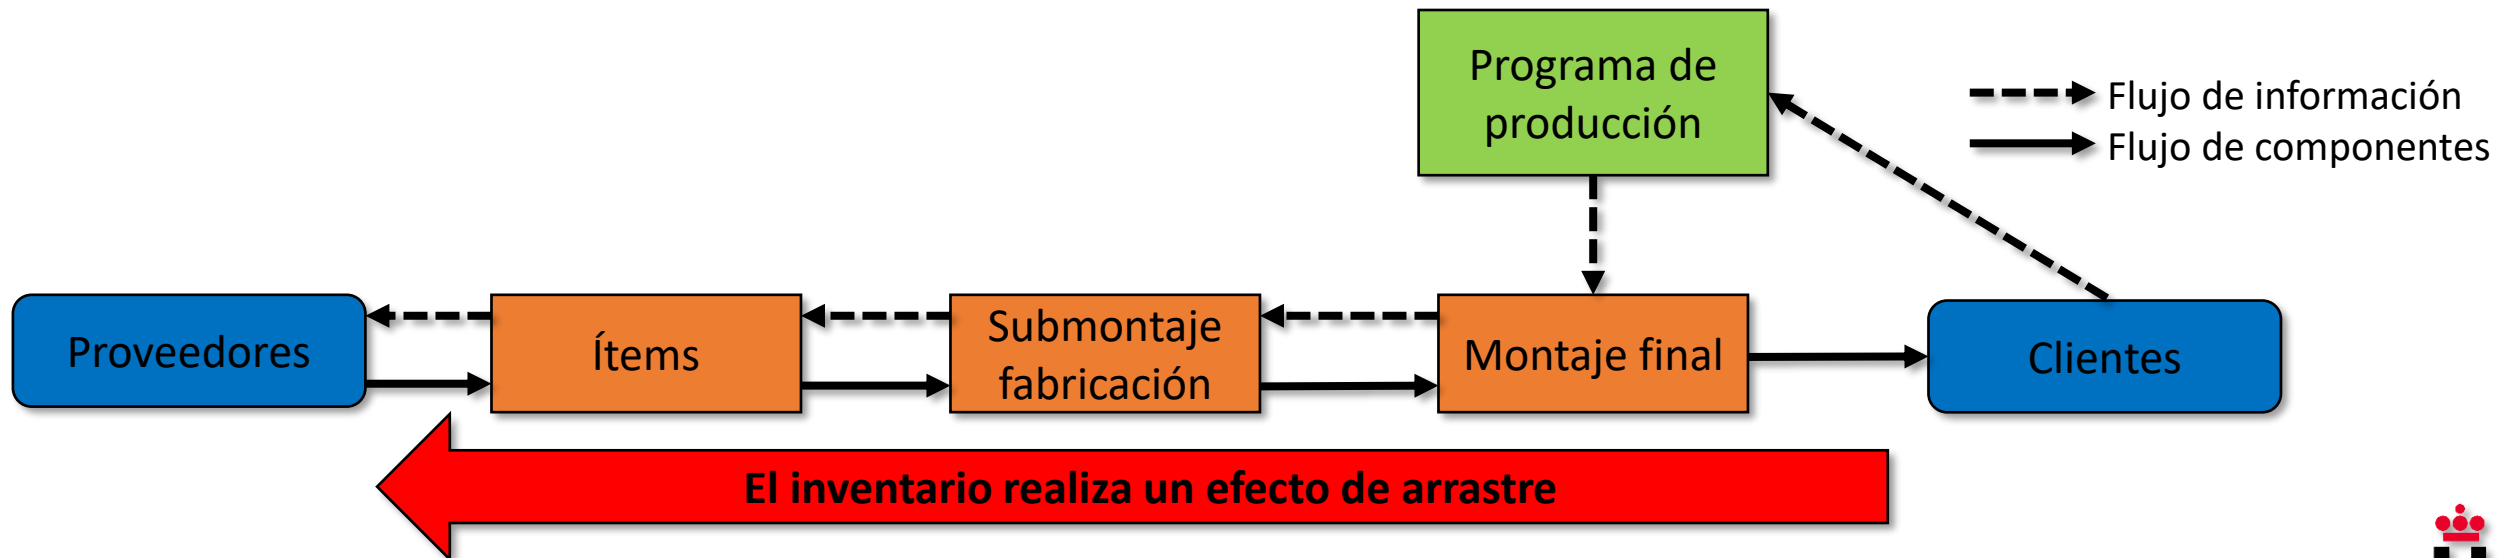 Programa de
producción
Flujo de información
Flujo de componentes
Proveedores
Ítems
Submontaje
fabricación
Montaje final
Clientes
El inventario realiza un efecto de arrastre